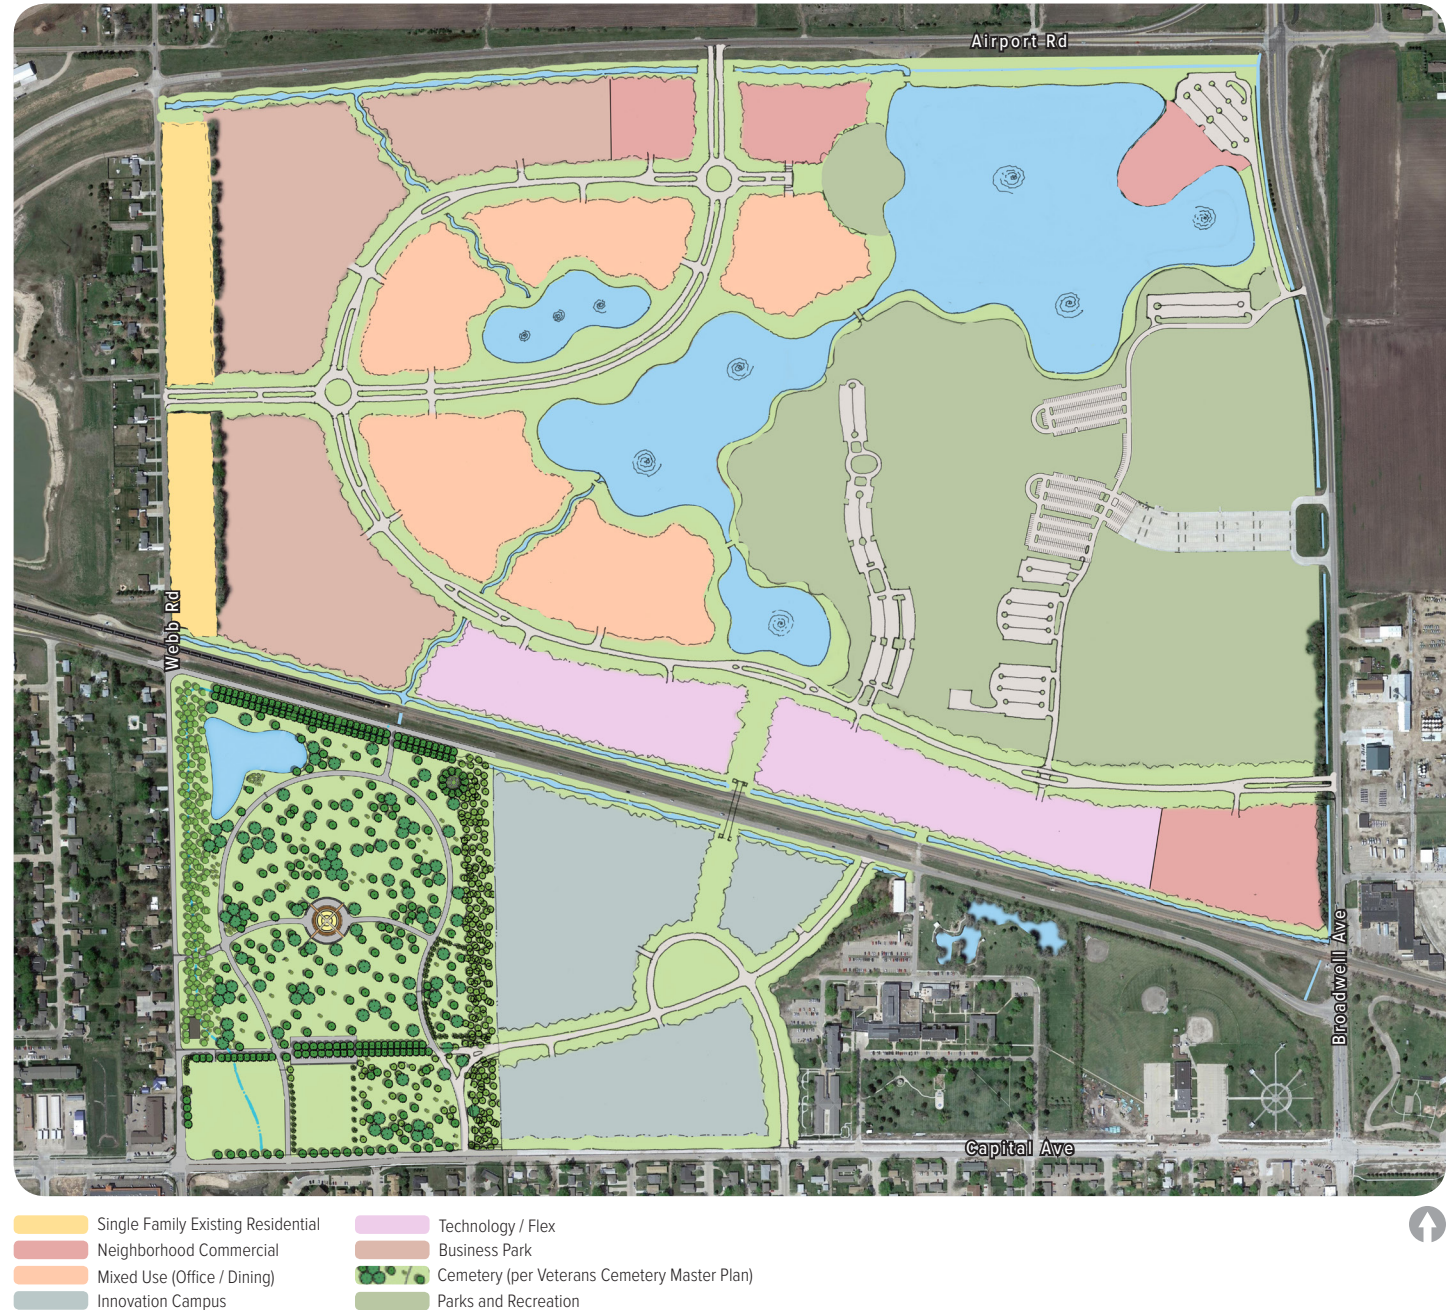 Airport Rd
Webb Rd
Broadwell Ave
Capital Ave
Single Family Existing Residential
Neighborhood Commercial
Mixed Use (Office / Dining)
Innovation Campus
Technology / Flex
Business Park
Cemetery (per Veterans Cemetery Master Plan)
Parks and Recreation